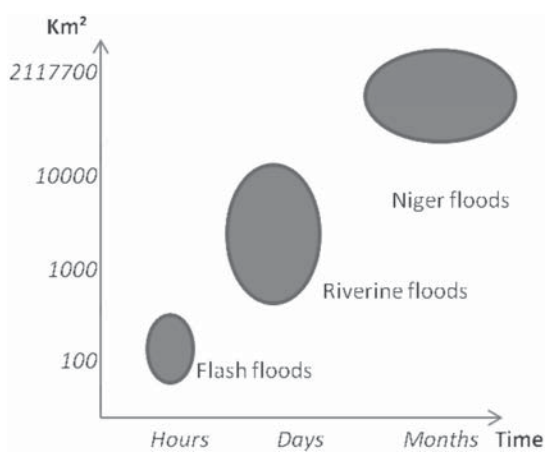 Km²
2117700
10000
Niger floods
1000
Riverine floods
100
Flash floods
Hours Days Months Time